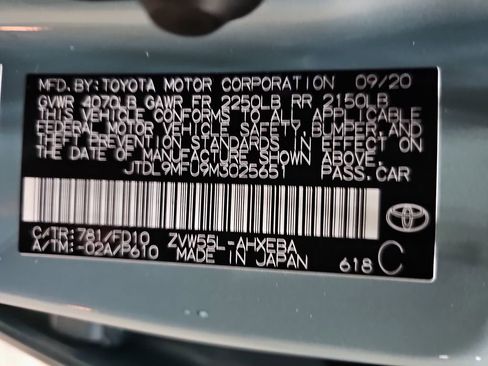 MFD.BY:TOYOTA MOTOR CORPORATION 09/20
GVWR 4070LB GAWR FR 2250LB RR 2150LB
THIS VEHICLE CONFORMS TO ALL APPLICABLE
FEDERAL MOTOR VEHICLE SAFETY, BUMPER, AND
THEFT PREVENTION STANDARDS IN EFFECT ON
THE DATE OF MANUFACTURE SHOWN ABOVE.
JTDL9MFU9M3025651 PASS.CAR
C/TR:781/FD10 ZVW55L-AHXEBA
A/TM:-02A/P610 MADE IN JAPAN 618 C
TOYOTA